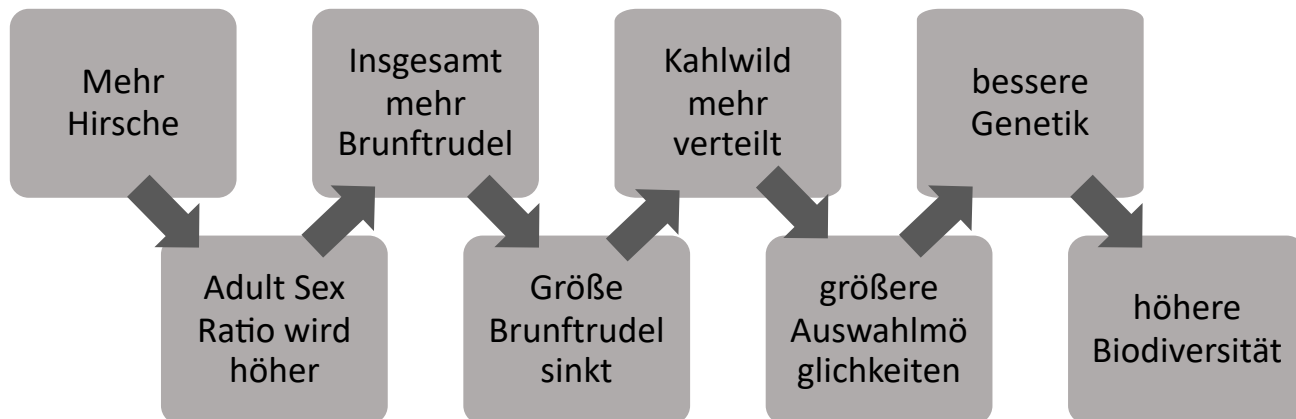 Mehr
Hirsche
Adult Sex
Ratio wird
höher
Insgesamt
mehr
Brunftrudel
Größe
Brunftrudel
sinkt
Kahlwild
mehr
verteilt
größere
Auswahlmö
glichkeiten
bessere
Genetik
höhere
Biodiversität